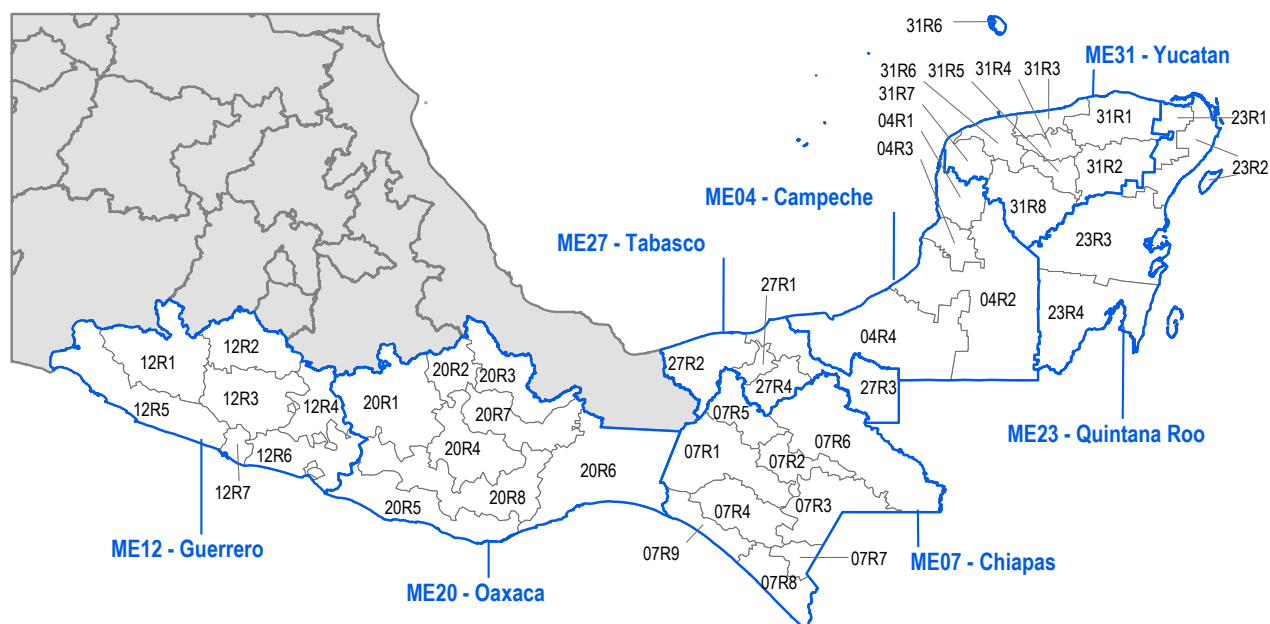 31R6
31R6 31R5 31R4 31R3 ME31 - Yucatan
31R7
04R1
04R3
31R1
23R1
31R2
23R2
ME04 - Campeche
31R8
23R3
ME27 - Tabasco
27R1
04R2
23R4
04R4
12R1
12R2
20R2
20R3
27R2
27R4
27R3
12R5
12R3
12R4
20R1
20R7
07R5
ME23 - Quintana Roo
12R6
20R4
07R1
07R2
07R6
12R7
20R6
20R5
20R8
07R4
07R3
ME12 - Guerrero
07R9
07R7
ME07 - Chiapas
07R8
ME20 - Oaxaca